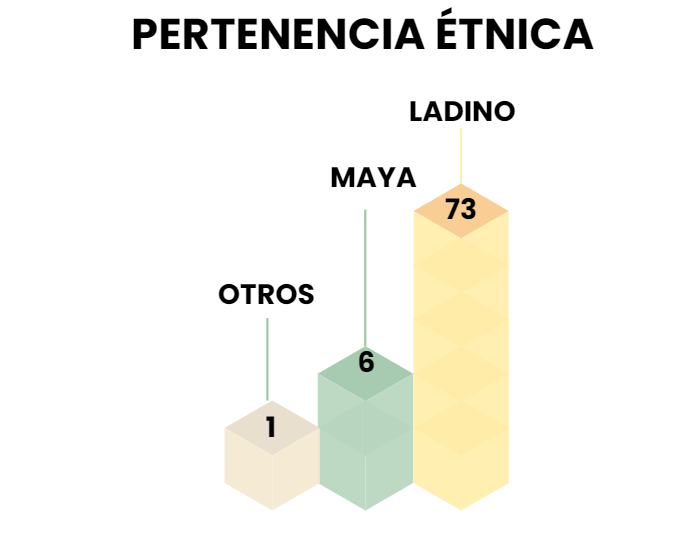 PERTENENCIA ÉTNICA
LADINO
MAYA
73
OTROS
6
1